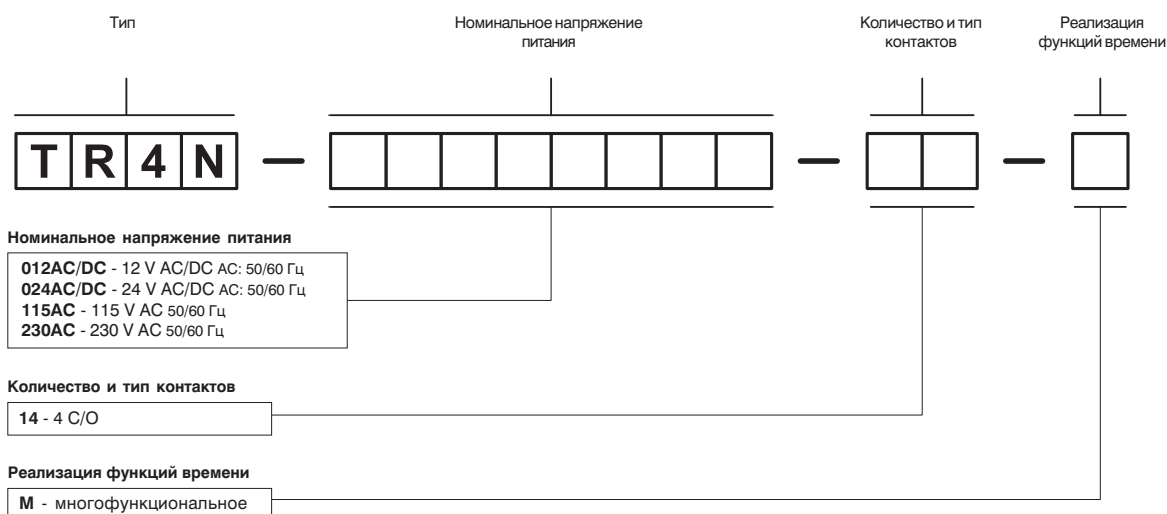 Тип
Номинальное напряжение
питания
Количество и тип
контактов
Реализация
функций времени
TR4N – –  –
Номинальное напряжение питания
012AC/DC - 12 V AC/DC AC: 50/60 Гц
024AC/DC - 24 V AC/DC AC: 50/60 Гц
115AC - 115 V AC 50/60 Гц
230AC - 230 V AC 50/60 Гц
Количество и тип контактов
14 - 4 C/O
Реализация функций времени
M - многофункциональное